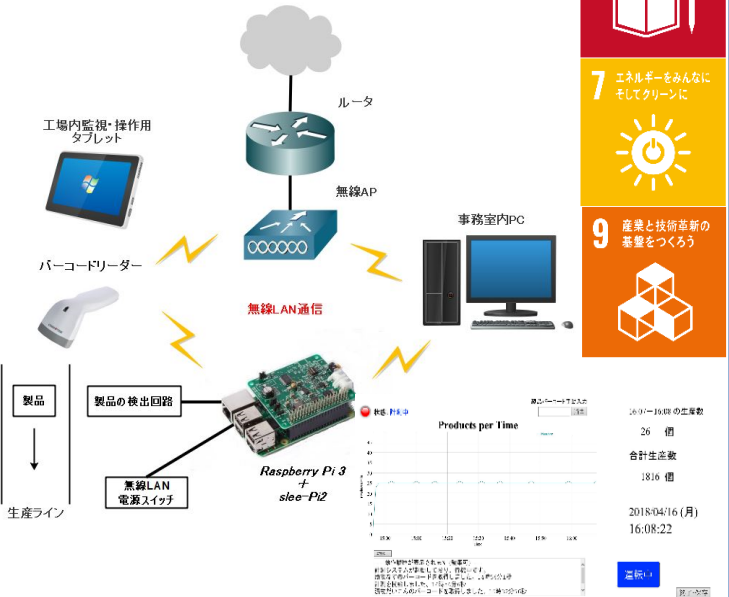 ルータ
工場内監視・操作用
タブレット
無線AP
事務室内PC
バーコードリーダー
無線LAN通信
製品
製品の検出回路
無線LAN
電源スイッチ
生産ライン
Raspberry Pi 3
+
slee-Pi2
7 エネルギーをみんなに
そしてクリーンに
9 産業と技術革新の
基盤をつくろう
Products per Time
16:07ー16:08 の生産数
26 個
合計生産数
1816 個
2018/04/16 (月)
16:08:22
運転中